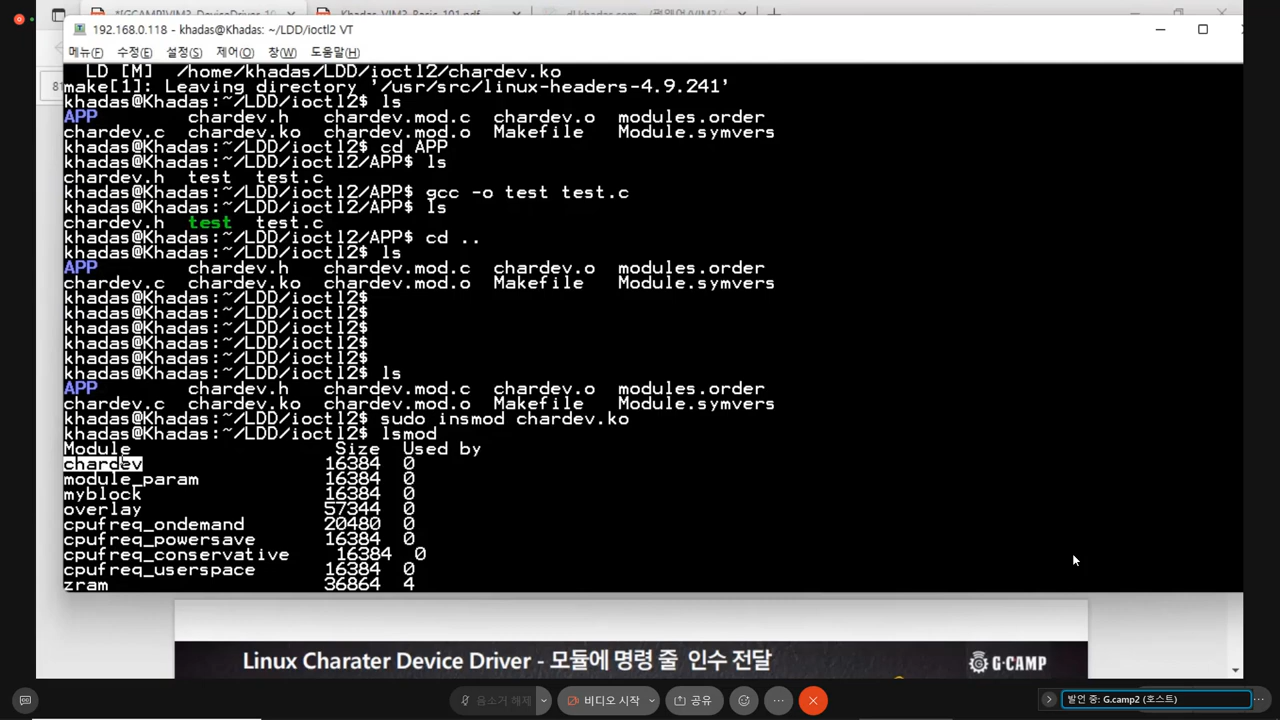 192.168.0.118 - khadas@Khadas: ~/LDD/ioctl2 VT
메뉴(F) 수정(E) 설정(S) 제어(O) 창(W) 도움말(H)
LD [M] /home/khadas/LDD/ioctl2/chardev.ko
make[1]: Leaving directory '/usr/src/linux-headers-4.9.241'
khadas@Khadas:~/LDD/ioctl2$ ls
APP chardev.h chardev.mod.c chardev.o modules.order
chardev.c chardev.ko chardev.mod.o Makefile Module.symvers
khadas@Khadas:~/LDD/ioctl2$ cd APP
khadas@Khadas:~/LDD/ioctl2/APP$ ls
chardev.h test test.c
khadas@Khadas:~/LDD/ioctl2/APP$ gcc -o test test.c
khadas@Khadas:~/LDD/ioctl2/APP$ ls
chardev.h test test.c
khadas@Khadas:~/LDD/ioctl2/APP$ cd ..
khadas@Khadas:~/LDD/ioctl2$ ls
APP chardev.h chardev.mod.c chardev.o modules.order
chardev.c chardev.ko chardev.mod.o Makefile Module.symvers
khadas@Khadas:~/LDD/ioctl2$
khadas@Khadas:~/LDD/ioctl2$
khadas@Khadas:~/LDD/ioctl2$
khadas@Khadas:~/LDD/ioctl2$
khadas@Khadas:~/LDD/ioctl2$
khadas@Khadas:~/LDD/ioctl2$ ls
APP chardev.h chardev.mod.c chardev.o modules.order
chardev.c chardev.ko chardev.mod.o Makefile Module.symvers
khadas@Khadas:~/LDD/ioctl2$ sudo insmod chardev.ko
khadas@Khadas:~/LDD/ioctl2$ lsmod
Module Size Used by
chardev 16384 0
module_param 16384 0
myblock 16384 0
overlay 57344 0
cpufreq_ondemand 20480 0
cpufreq_powersave 16384 0
cpufreq_conservative 16384 0
cpufreq_userspace 16384 0
zram 36864 4
Linux Charater Device Driver - 모듈에 명령 줄 인수 전달
G·CAMP
음소거 해제 비디오 시작 공유
발언 중: G.camp2 (호스트)